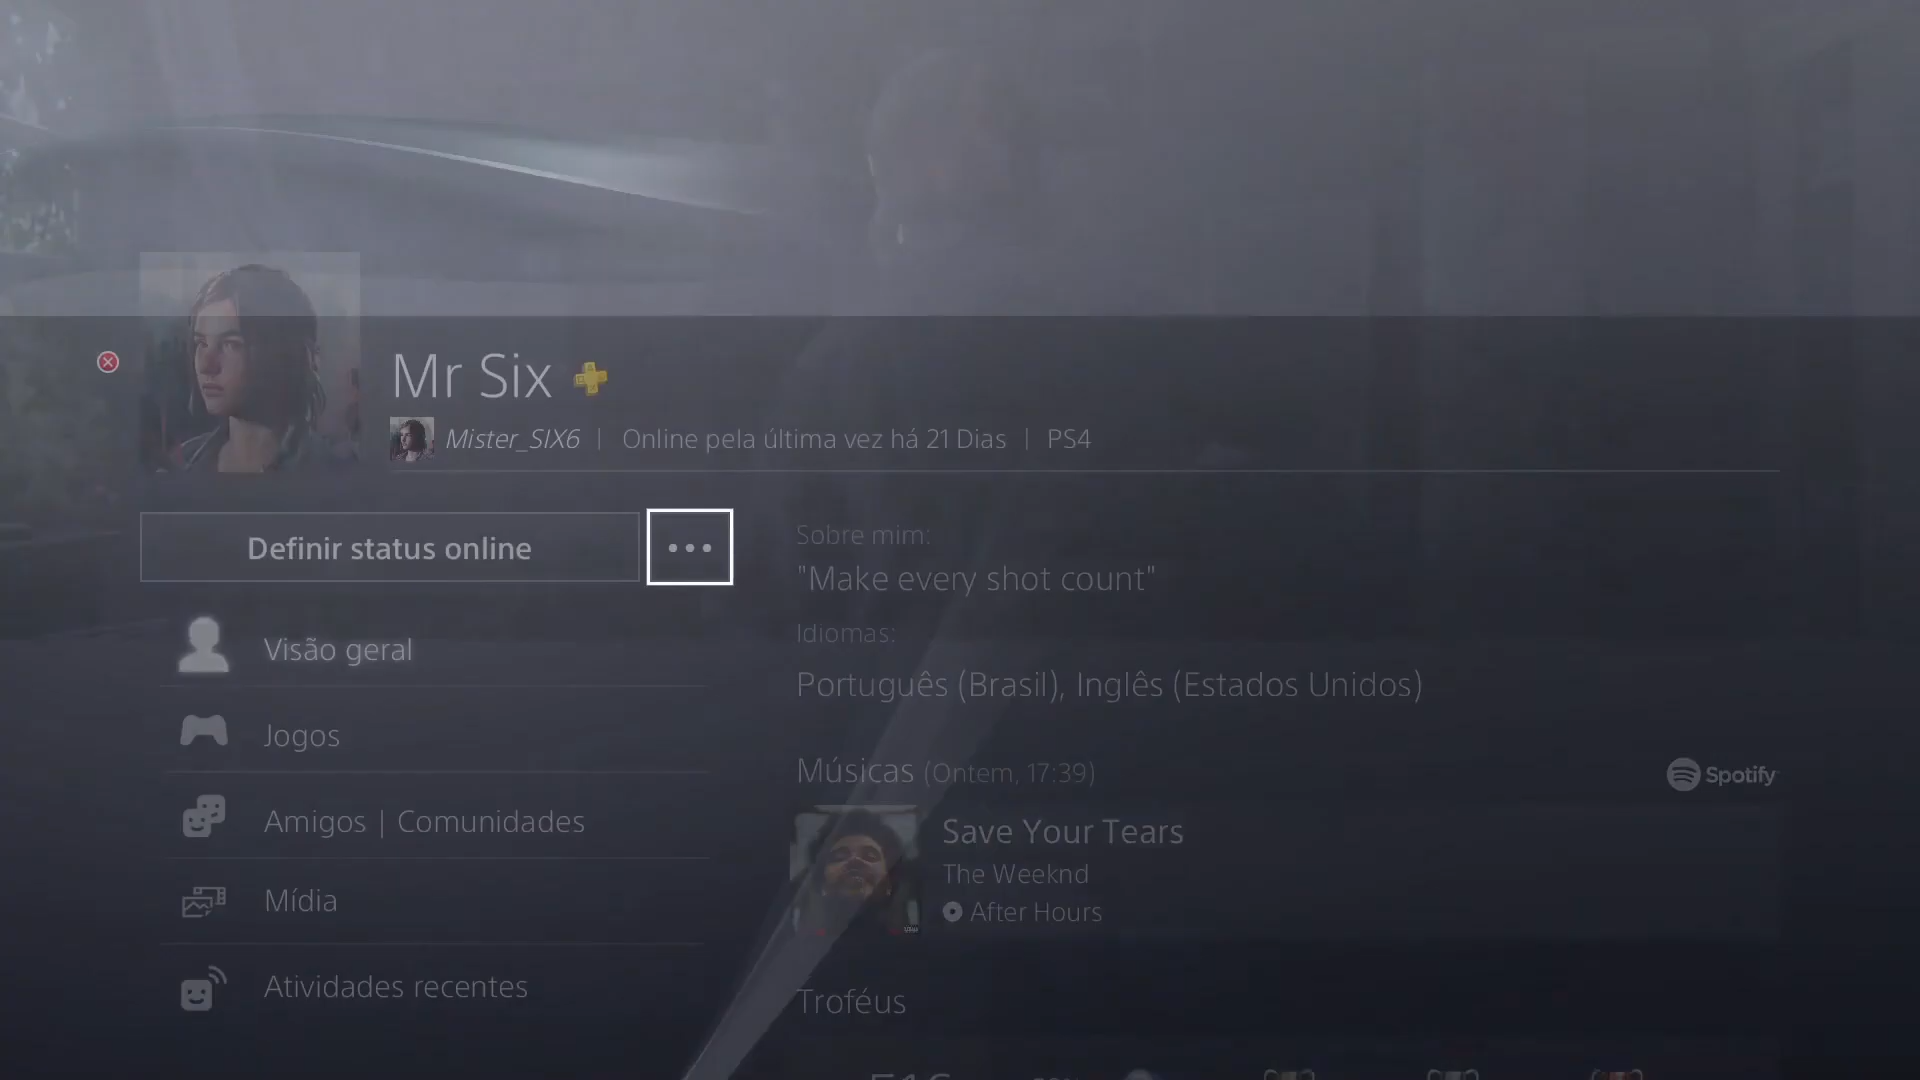 Mr Six
Mister_SIX6 | Online pela última vez há 21 Dias | PS4
Definir status online
...
Visão geral
Jogos
Amigos | Comunidades
Mídia
Atividades recentes
Sobre mim:
"Make every shot count"
Idiomas:
Português (Brasil), Inglês (Estados Unidos)
Músicas (Ontem, 17:39)
Spotify
Save Your Tears
The Weeknd
After Hours
Troféus